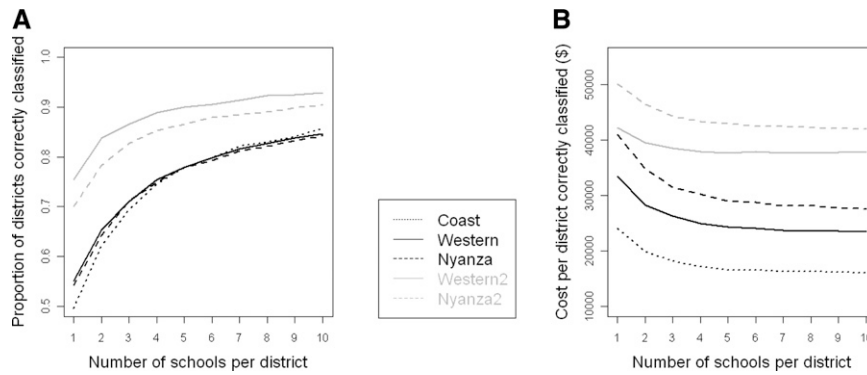 A
Proportion of districts correctly classified
1.0
0.9
0.8
0.7
0.6
0.5
1 2 3 4 5 6 7 8 9 10
Number of schools per district
Coast
Western
Nyanza
Western2
Nyanza2
B
Cost per district correctly classified ($)
50000
40000
30000
20000
10000
1 2 3 4 5 6 7 8 9 10
Number of schools per district